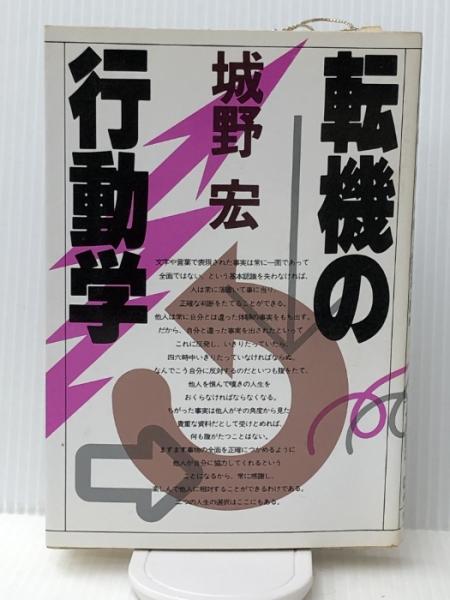 転機の
行動学
城野 宏
文字や言葉で表現された事実は常に一面であって
全面ではない、という基本認識を失わなければ、
人は常に活眼いて事に当り、
正確な判断をたてることができる。
他人は常に自分とは違った体験の事実をもち出す。
だから、自分と違った事実を出されたといって
これに反発し、いきりたっていたら、
四六時中いきりたっていなければならぬ。
なんでこう自分に反対するのだといつも腹をたて、
他人を恨んで嘆きの人生を
おくらなければならなくなる。
ちがった事実は他人がその角度から見た
貴重な資料だとして受けとめれば、
何も腹がたつことはない。
ますます事物の全面を正確につかめるように
他人が自分に協力してくれるという
ことになるから、常に感謝し、
楽しんで他人に相対することができるわけである。
二つの人生の選択はここにもある。